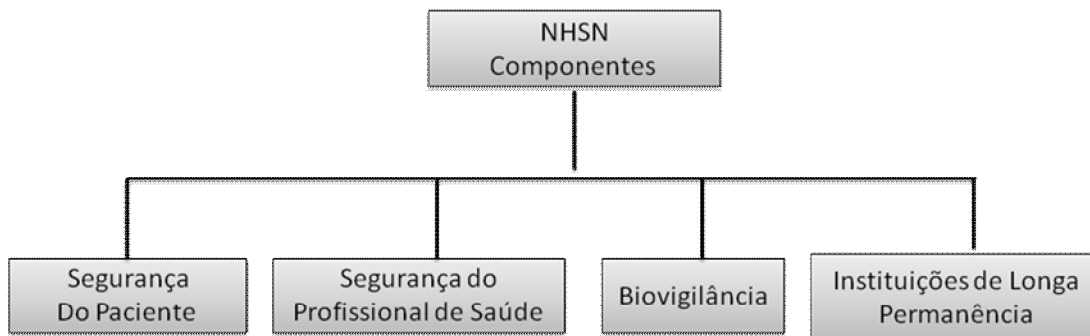 NHSN
Componentes
Segurança
Do Paciente
Segurança do
Profissional de Saúde
Biovigilância
Instituições de Longa
Permanência